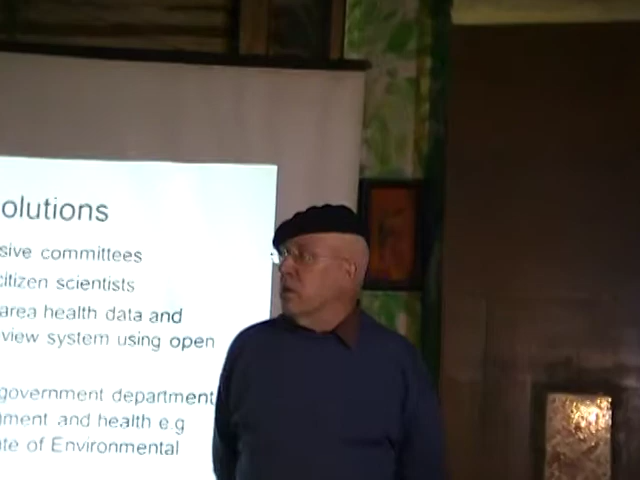 olutions
sive committees
citizen scientists
area health data and
view system using open
government department
ment and health e.g
te of Environmental